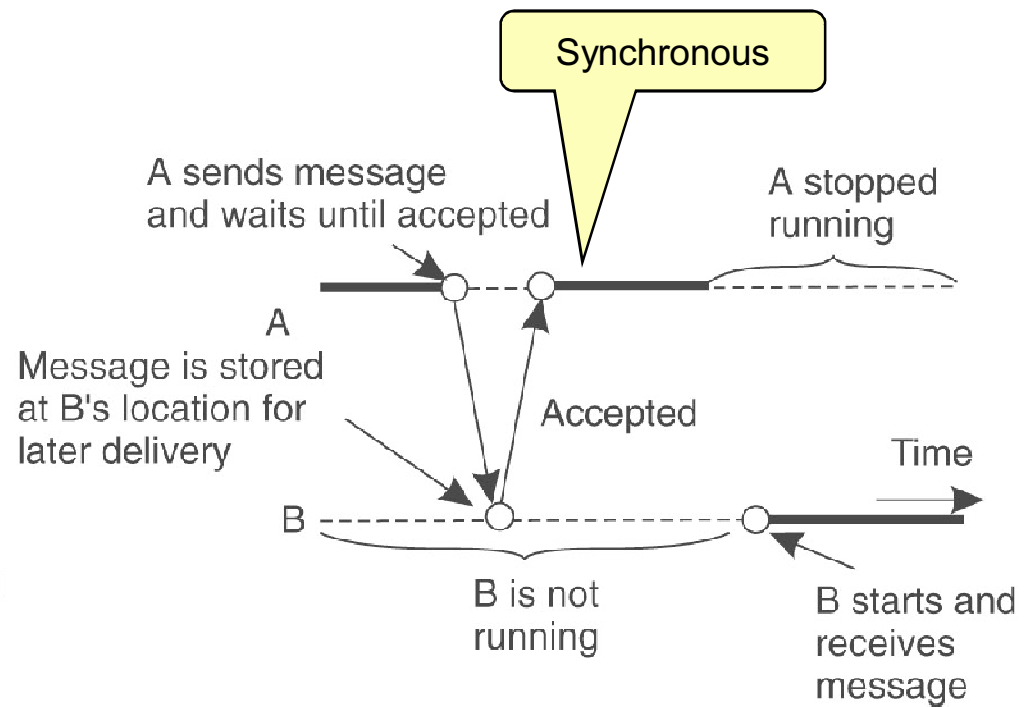 Synchronous
A sends message
and waits until accepted
A stopped
running
A
Message is stored
at B's location for
later delivery
Accepted
Time
B
B is not
running
B starts and
receives
message